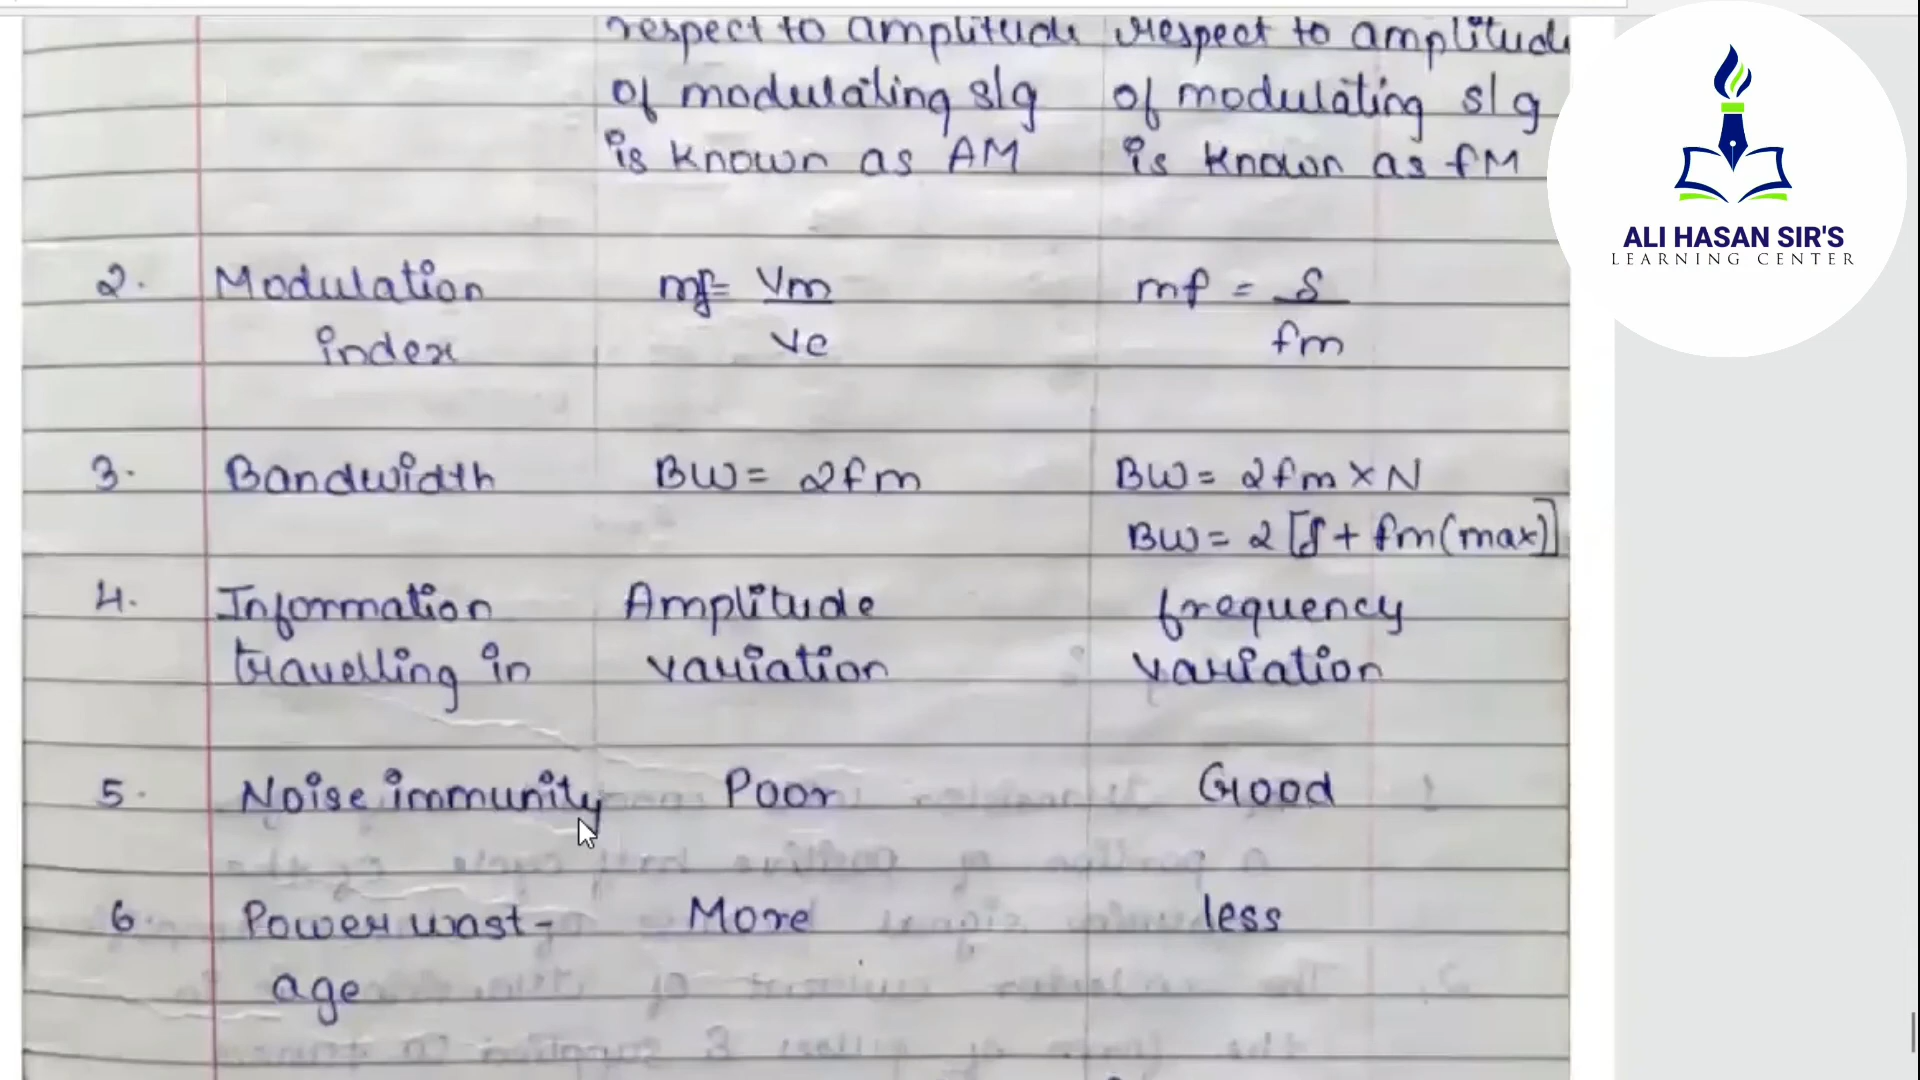 respect to amplitude respect to amplitude
of modulating s/g of modulating s/g
is known as AM is known as fM
2. Modulation mf= Vm mf = δ
index Vc fm
3. Bandwidth BW= 2fm BW= 2fm×N
BW= 2[δ+ fm(max)]
4. Information Amplitude frequency
travelling in variation variation
5. Noise immunity Poor Good
6. Power wast- More less
age
ALI HASAN SIR'S
LEARNING CENTER